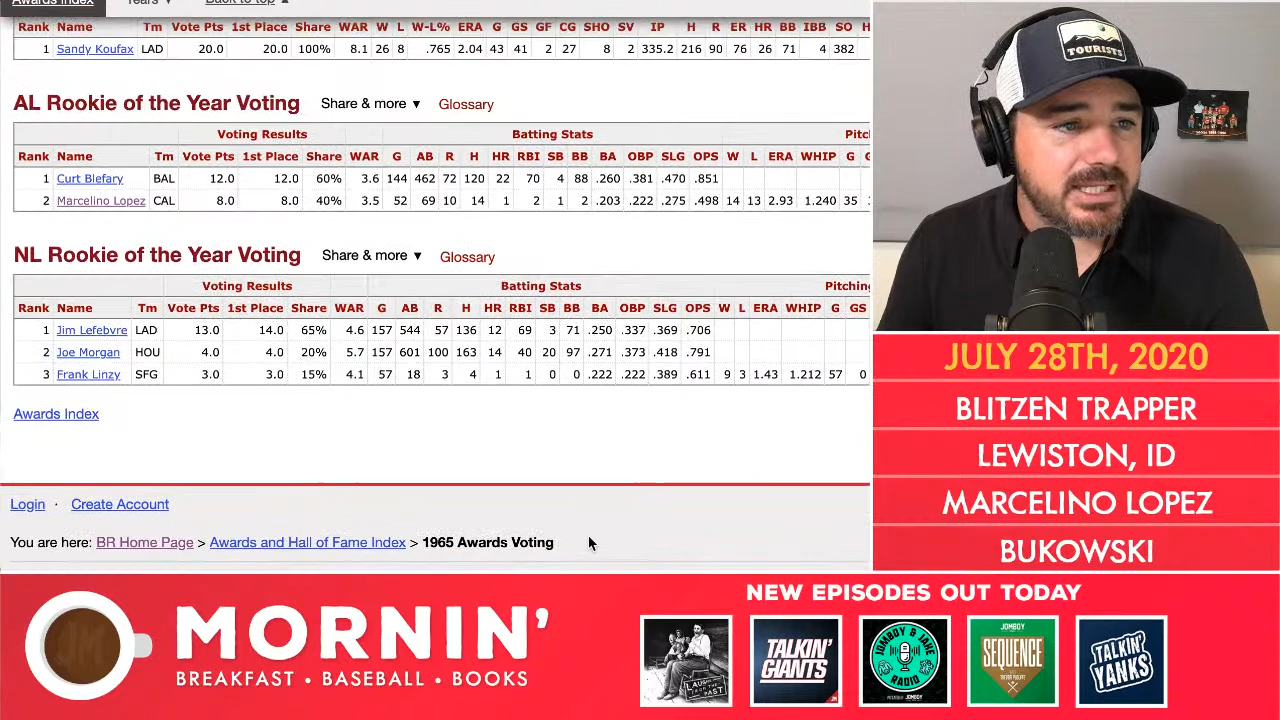 Awards Index Years ▼ Back to top ▲
Rank Name Vote Pts 1st Place Share WAR W L W-L% ERA G GS GF CG SHO SV IP H R ER HR BB IBB SO
1 Sandy Koufax LAD 20.0 20.0 100% 8.1 26 8 .765 2.04 43 41 2 27 8 2 335.2 216 90 76 26 71 4 382
AL Rookie of the Year Voting Share & more ▼ Glossary
Voting Results Batting Stats Pitc
Rank Name Tm Vote Pts 1st Place Share WAR G AB R H HR RBI SB BB BA OBP SLG OPS W L ERA WHIP G
1 Curt Blefary BAL 12.0 12.0 60% 3.6 144 462 72 120 22 70 4 88 .260 .381 .470 .851
2 Marcelino Lopez CAL 8.0 8.0 40% 3.5 52 69 10 14 1 2 1 2 .203 .222 .275 .498 14 13 2.93 1.240 35
NL Rookie of the Year Voting Share & more ▼ Glossary
Voting Results Batting Stats Pitching
Rank Name Tm Vote Pts 1st Place Share WAR G AB R H HR RBI SB BB BA OBP SLG OPS W L ERA WHIP G GS
1 Jim Lefebvre LAD 13.0 14.0 65% 4.6 157 544 57 136 12 69 3 71 .250 .337 .369 .706
2 Joe Morgan HOU 4.0 4.0 20% 5.7 157 601 100 163 14 40 20 97 .271 .373 .418 .791
3 Frank Linzy SFG 3.0 3.0 15% 4.1 57 18 3 4 1 1 0 0 .222 .222 .389 .611 9 3 1.43 1.212 57 0
Awards Index
Login · Create Account
You are here: BR Home Page > Awards and Hall of Fame Index > 1965 Awards Voting
TOURISTS
JULY 28TH, 2020
BLITZEN TRAPPER
LEWISTON, ID
MARCELINO LOPEZ
BUKOWSKI
MORNIN'
BREAKFAST • BASEBALL • BOOKS
NEW EPISODES OUT TODAY
TALKIN'
GIANTS
JOMBOY & JAKE
RADIO
JOMBOY
SEQUENCE
TALKIN'
YANKS